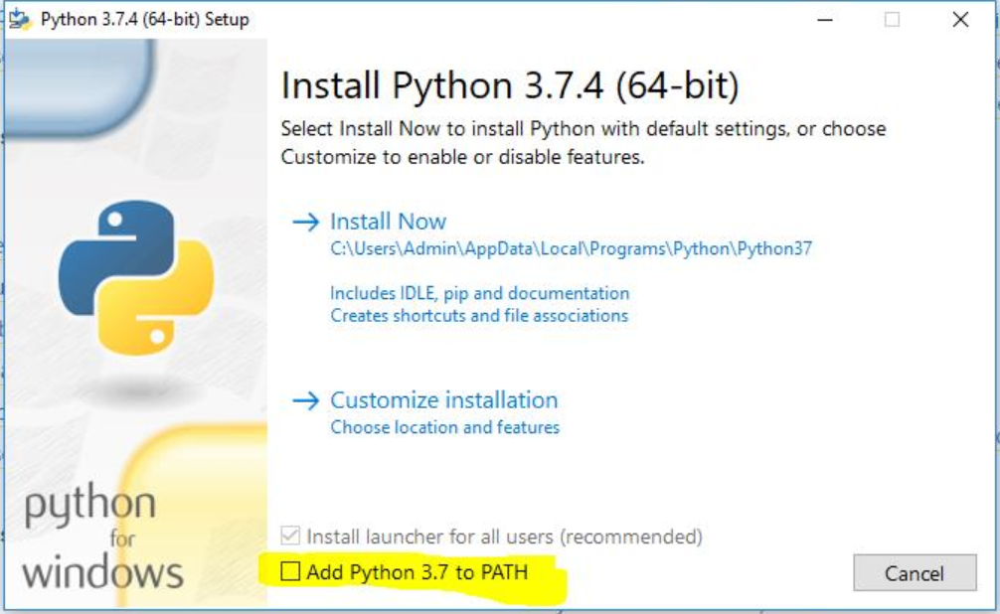 Python 3.7.4 (64-bit) Setup
Install Python 3.7.4 (64-bit)
Select Install Now to install Python with default settings, or choose
Customize to enable or disable features.
Install Now
C:\Users\Admin\AppData\Local\Programs\Python\Python37
Includes IDLE, pip and documentation
Creates shortcuts and file associations
Customize installation
Choose location and features
python
for
windows
Install launcher for all users (recommended)
Add Python 3.7 to PATH
Cancel